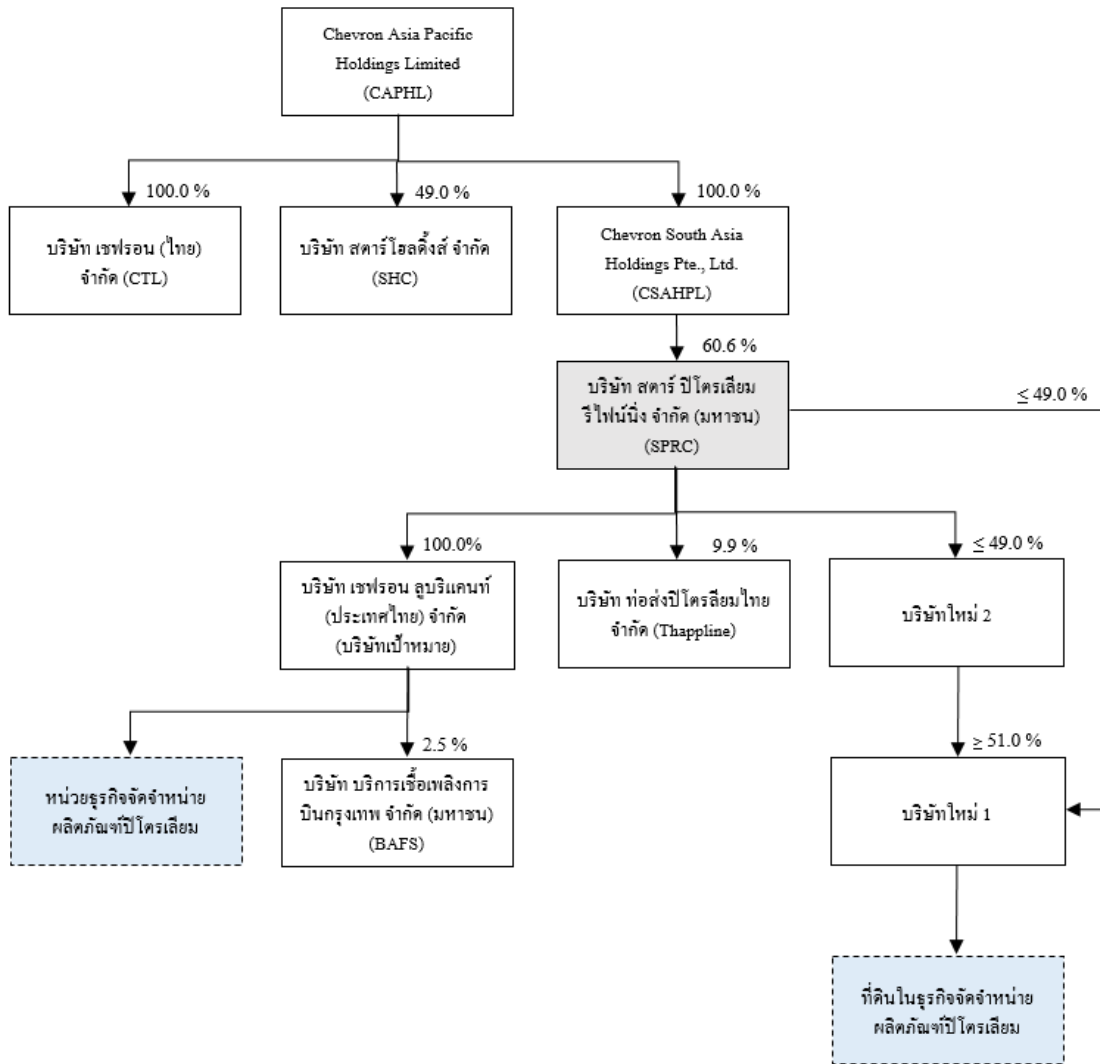 Chevron Asia Pacific
Holdings Limited
(CAPHL)
100.0 %
49.0 %
100.0 %
บริษัท เชฟรอน (ไทย)
จำกัด (CTL)
บริษัท สตาร์โฮลดิ้งส์ จำกัด
(SHC)
Chevron South Asia
Holdings Pte., Ltd.
(CSAHPL)
60.6 %
บริษัท สตาร์ ปิโตรเลียม
รีไฟน์นิ่ง จำกัด (มหาชน)
(SPRC)
≤ 49.0 %
100.0%
9.9 %
≤ 49.0 %
บริษัท เชฟรอน ลูบริแคนท์
(ประเทศไทย) จำกัด
(บริษัทเป้าหมาย)
บริษัท ท่อส่งปิโตรลียมไทย
จำกัด (Thappline)
บริษัทใหม่ 2
2.5 %
≥ 51.0 %
หน่วยธุรกิจจัดจำหน่าย
ผลิตภัณฑ์ปิโตรเลียม
บริษัท บริการเชื้อเพลิงการ
บินกรุงเทพ จำกัด (มหาชน)
(BAFS)
บริษัทใหม่ 1
ที่ดินในธุรกิจจัดจำหน่าย
ผลิตภัณฑ์ปิโตรเลียม